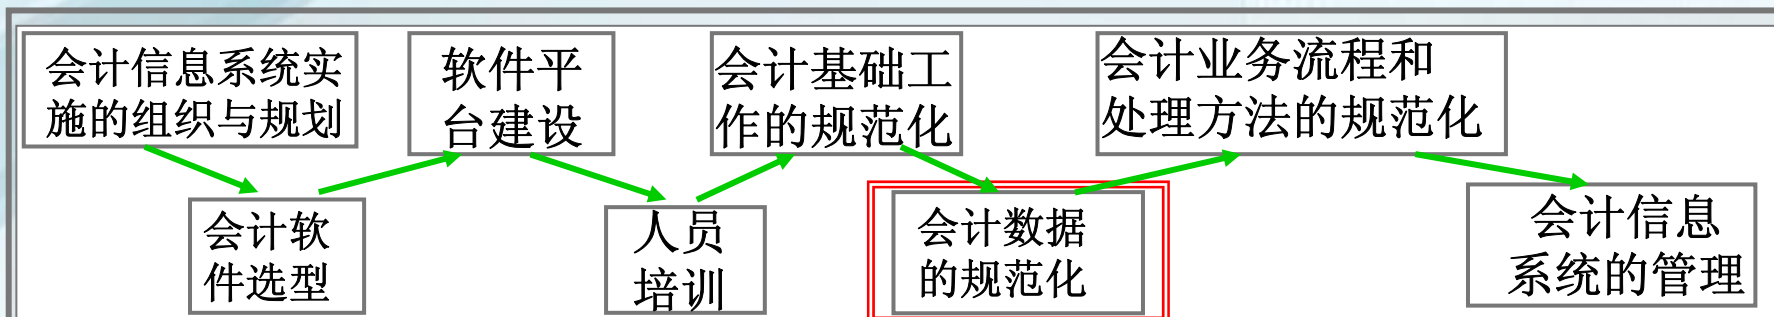 会计信息系统实
施的组织与规划
会计软
件选型
软件平
台建设
人员
培训
会计基础工
作的规范化
会计数据
的规范化
会计业务流程和
处理方法的规范化
会计信息
系统的管理